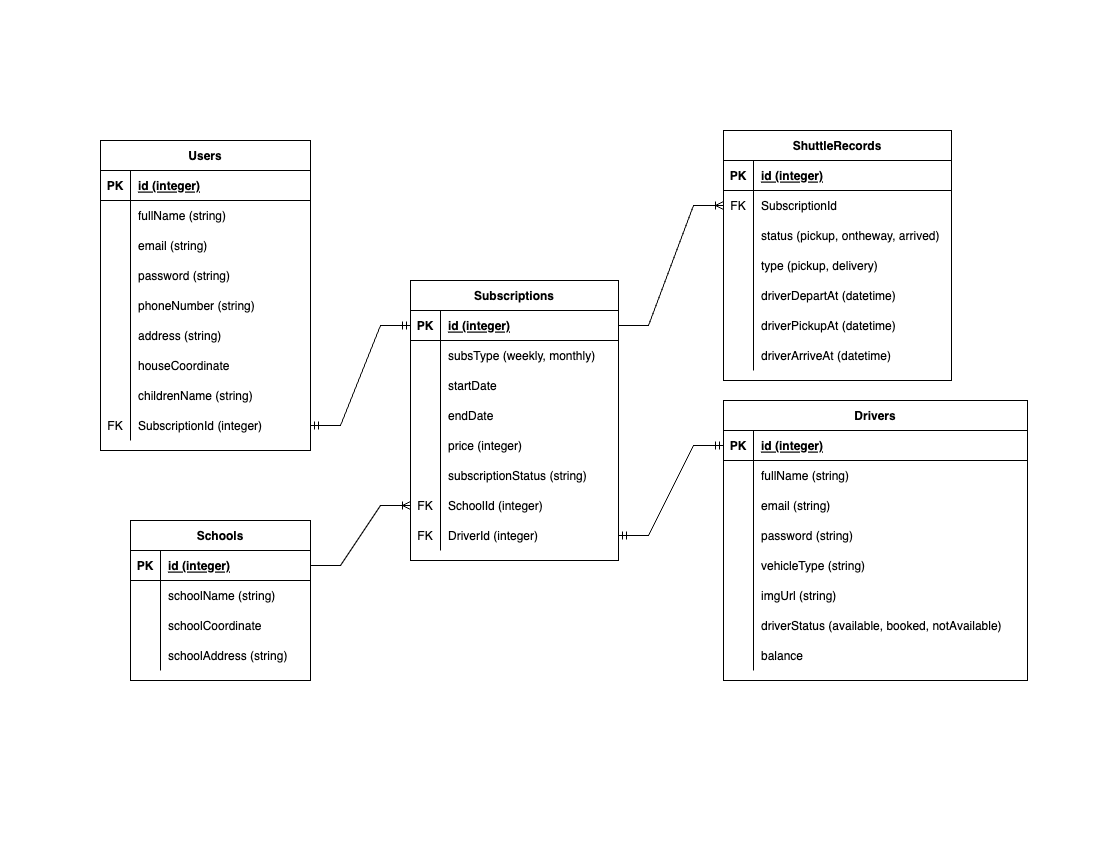 Users
PK id (integer)
fullName (string)
email (string)
password (string)
phoneNumber (string)
address (string)
houseCoordinate
childrenName (string)
FK SubscriptionId (integer)
Schools
PK id (integer)
schoolName (string)
schoolCoordinate
schoolAddress (string)
Subscriptions
PK id (integer)
subsType (weekly, monthly)
startDate
endDate
price (integer)
subscriptionStatus (string)
FK SchoolId (integer)
FK DriverId (integer)
ShuttleRecords
PK id (integer)
FK SubscriptionId
status (pickup, ontheway, arrived)
type (pickup, delivery)
driverDepartAt (datetime)
driverPickupAt (datetime)
driverArriveAt (datetime)
Drivers
PK id (integer)
fullName (string)
email (string)
password (string)
vehicleType (string)
imgUrl (string)
driverStatus (available, booked, notAvailable)
balance